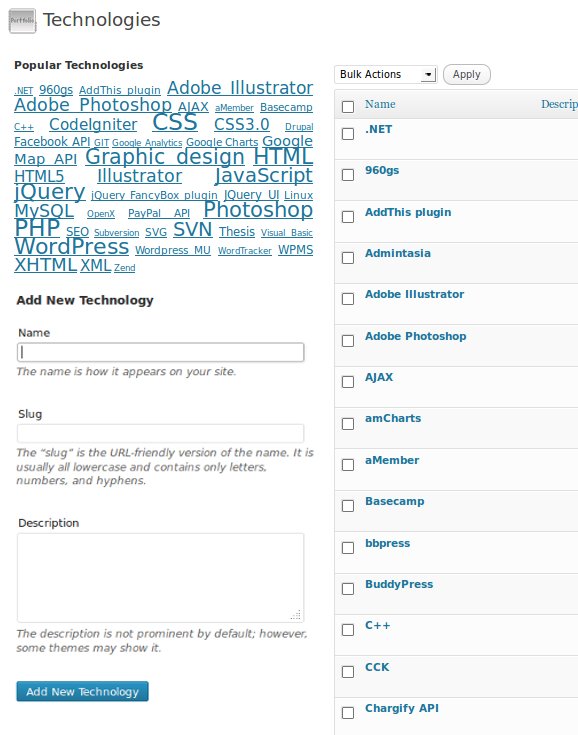 Portfolio
Technologies
Popular Technologies
.NET 960gs AddThis plugin Adobe Illustrator
Adobe Photoshop AJAX aMember Basecamp
C++ CodeIgniter CSS CSS3.0 Drupal
Facebook API GIT Google Analytics Google Charts Google
Map API Graphic design HTML
HTML5 Illustrator JavaScript
jQuery jQuery FancyBox plugin JQuery UI Linux
MySQL OpenX PayPal API Photoshop
PHP SEO Subversion SVG SVN Thesis Visual Basic
WordPress Wordpress MU WordTracker WPMS
XHTML XML Zend
Add New Technology
Name
The name is how it appears on your site.
Slug
The “slug” is the URL-friendly version of the name. It is
usually all lowercase and contains only letters,
numbers, and hyphens.
Description
The description is not prominent by default; however,
some themes may show it.
Add New Technology
Bulk Actions Apply
Name Descrip
.NET
960gs
AddThis plugin
Admintasia
Adobe Illustrator
Adobe Photoshop
AJAX
amCharts
aMember
Basecamp
bbpress
BuddyPress
C++
CCK
Chargify API